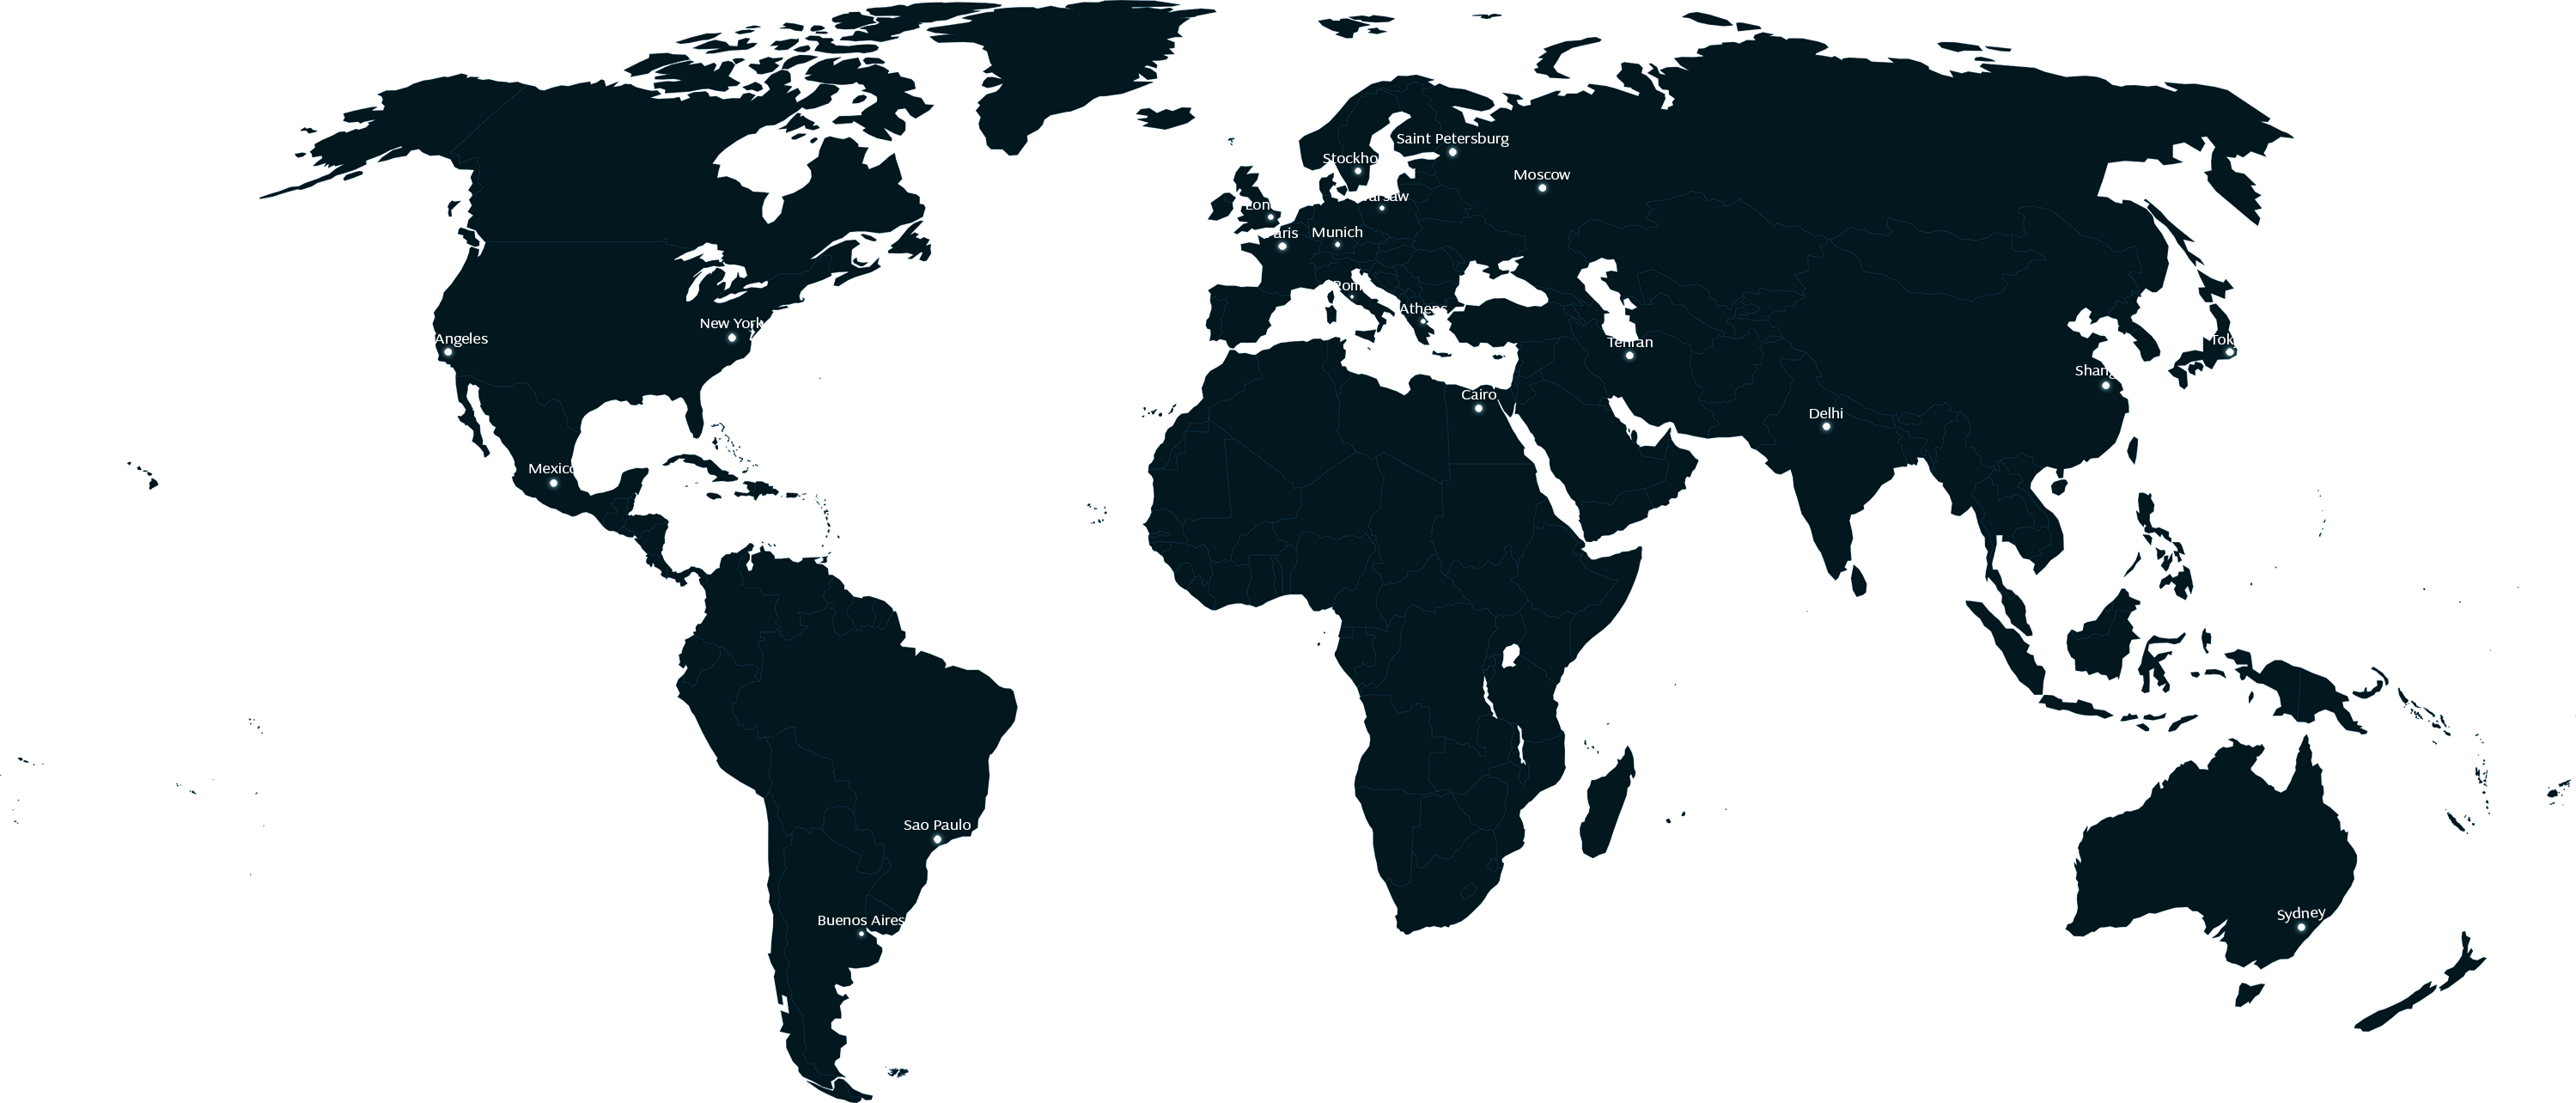 Saint Petersburg
Stockho
Moscow
arsaw
Lon
aris
Munich
Rom
Athens
New York
Angeles
Tehran
Tok
Shang
Cairo
Delhi
Mexico
Sao Paulo
Sydney
Buenos Aires